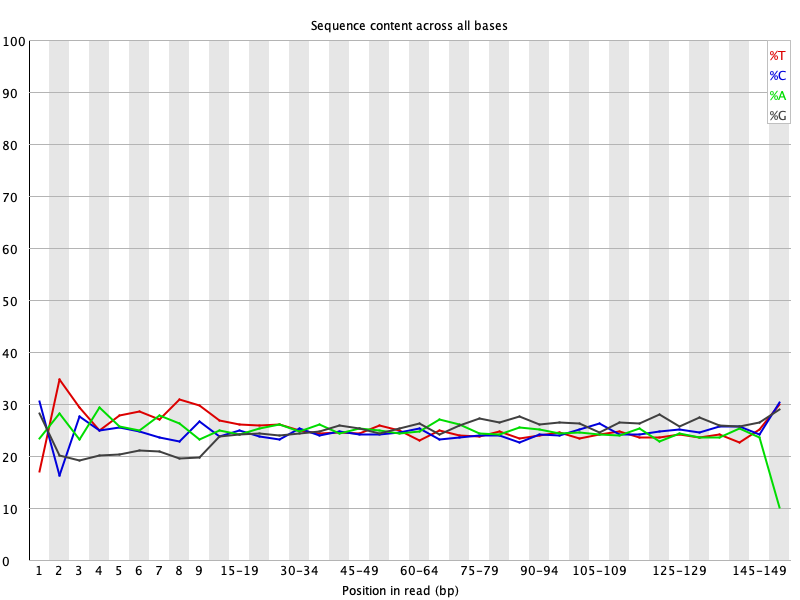 Sequence content across all bases
100
90
80
70
60
50
40
30
20
10
0
%T
%C
%A
%G
1 2 3 4 5 6 7 8 9 15-19 30-34 45-49 60-64 75-79 90-94 105-109 125-129 145-149
Position in read (bp)